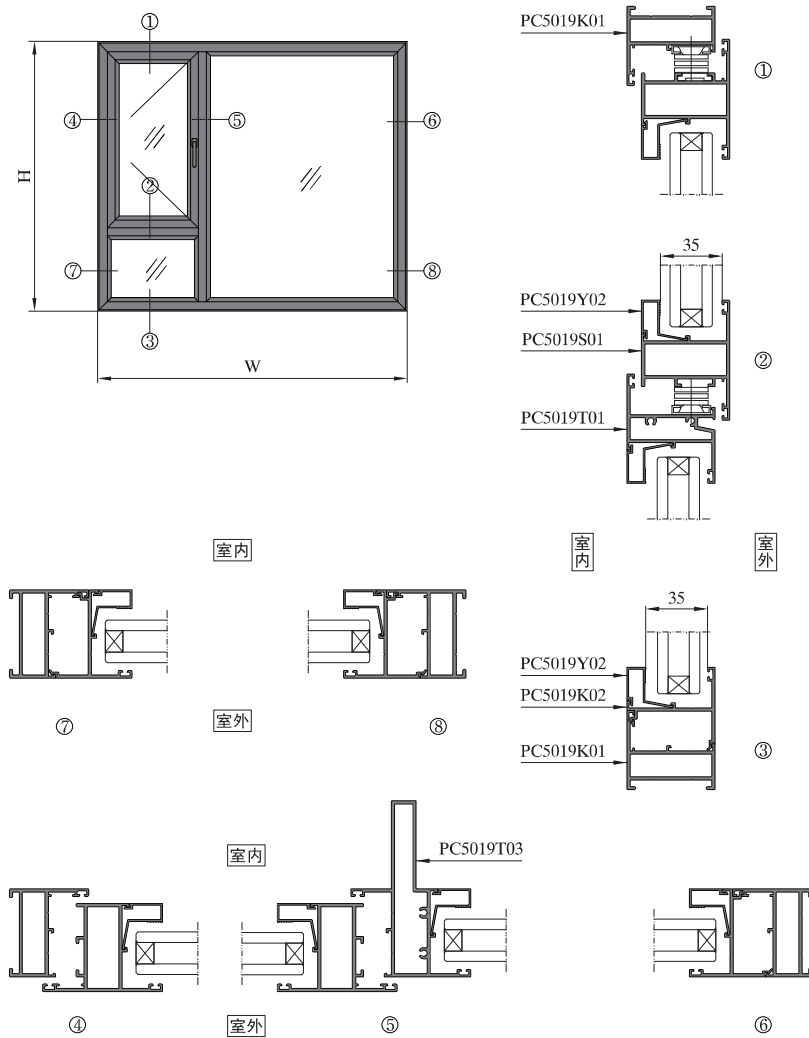 ①
④
⑤
⑥
②
⑦
⑧
③
H
W
PC5019K01
①
35
PC5019Y02
PC5019S01
②
PC5019T01
室内
室内
室外
35
PC5019Y02
PC5019K02
PC5019K01
③
⑦
室外
⑧
室内
PC5019T03
④
室外
⑤
⑥